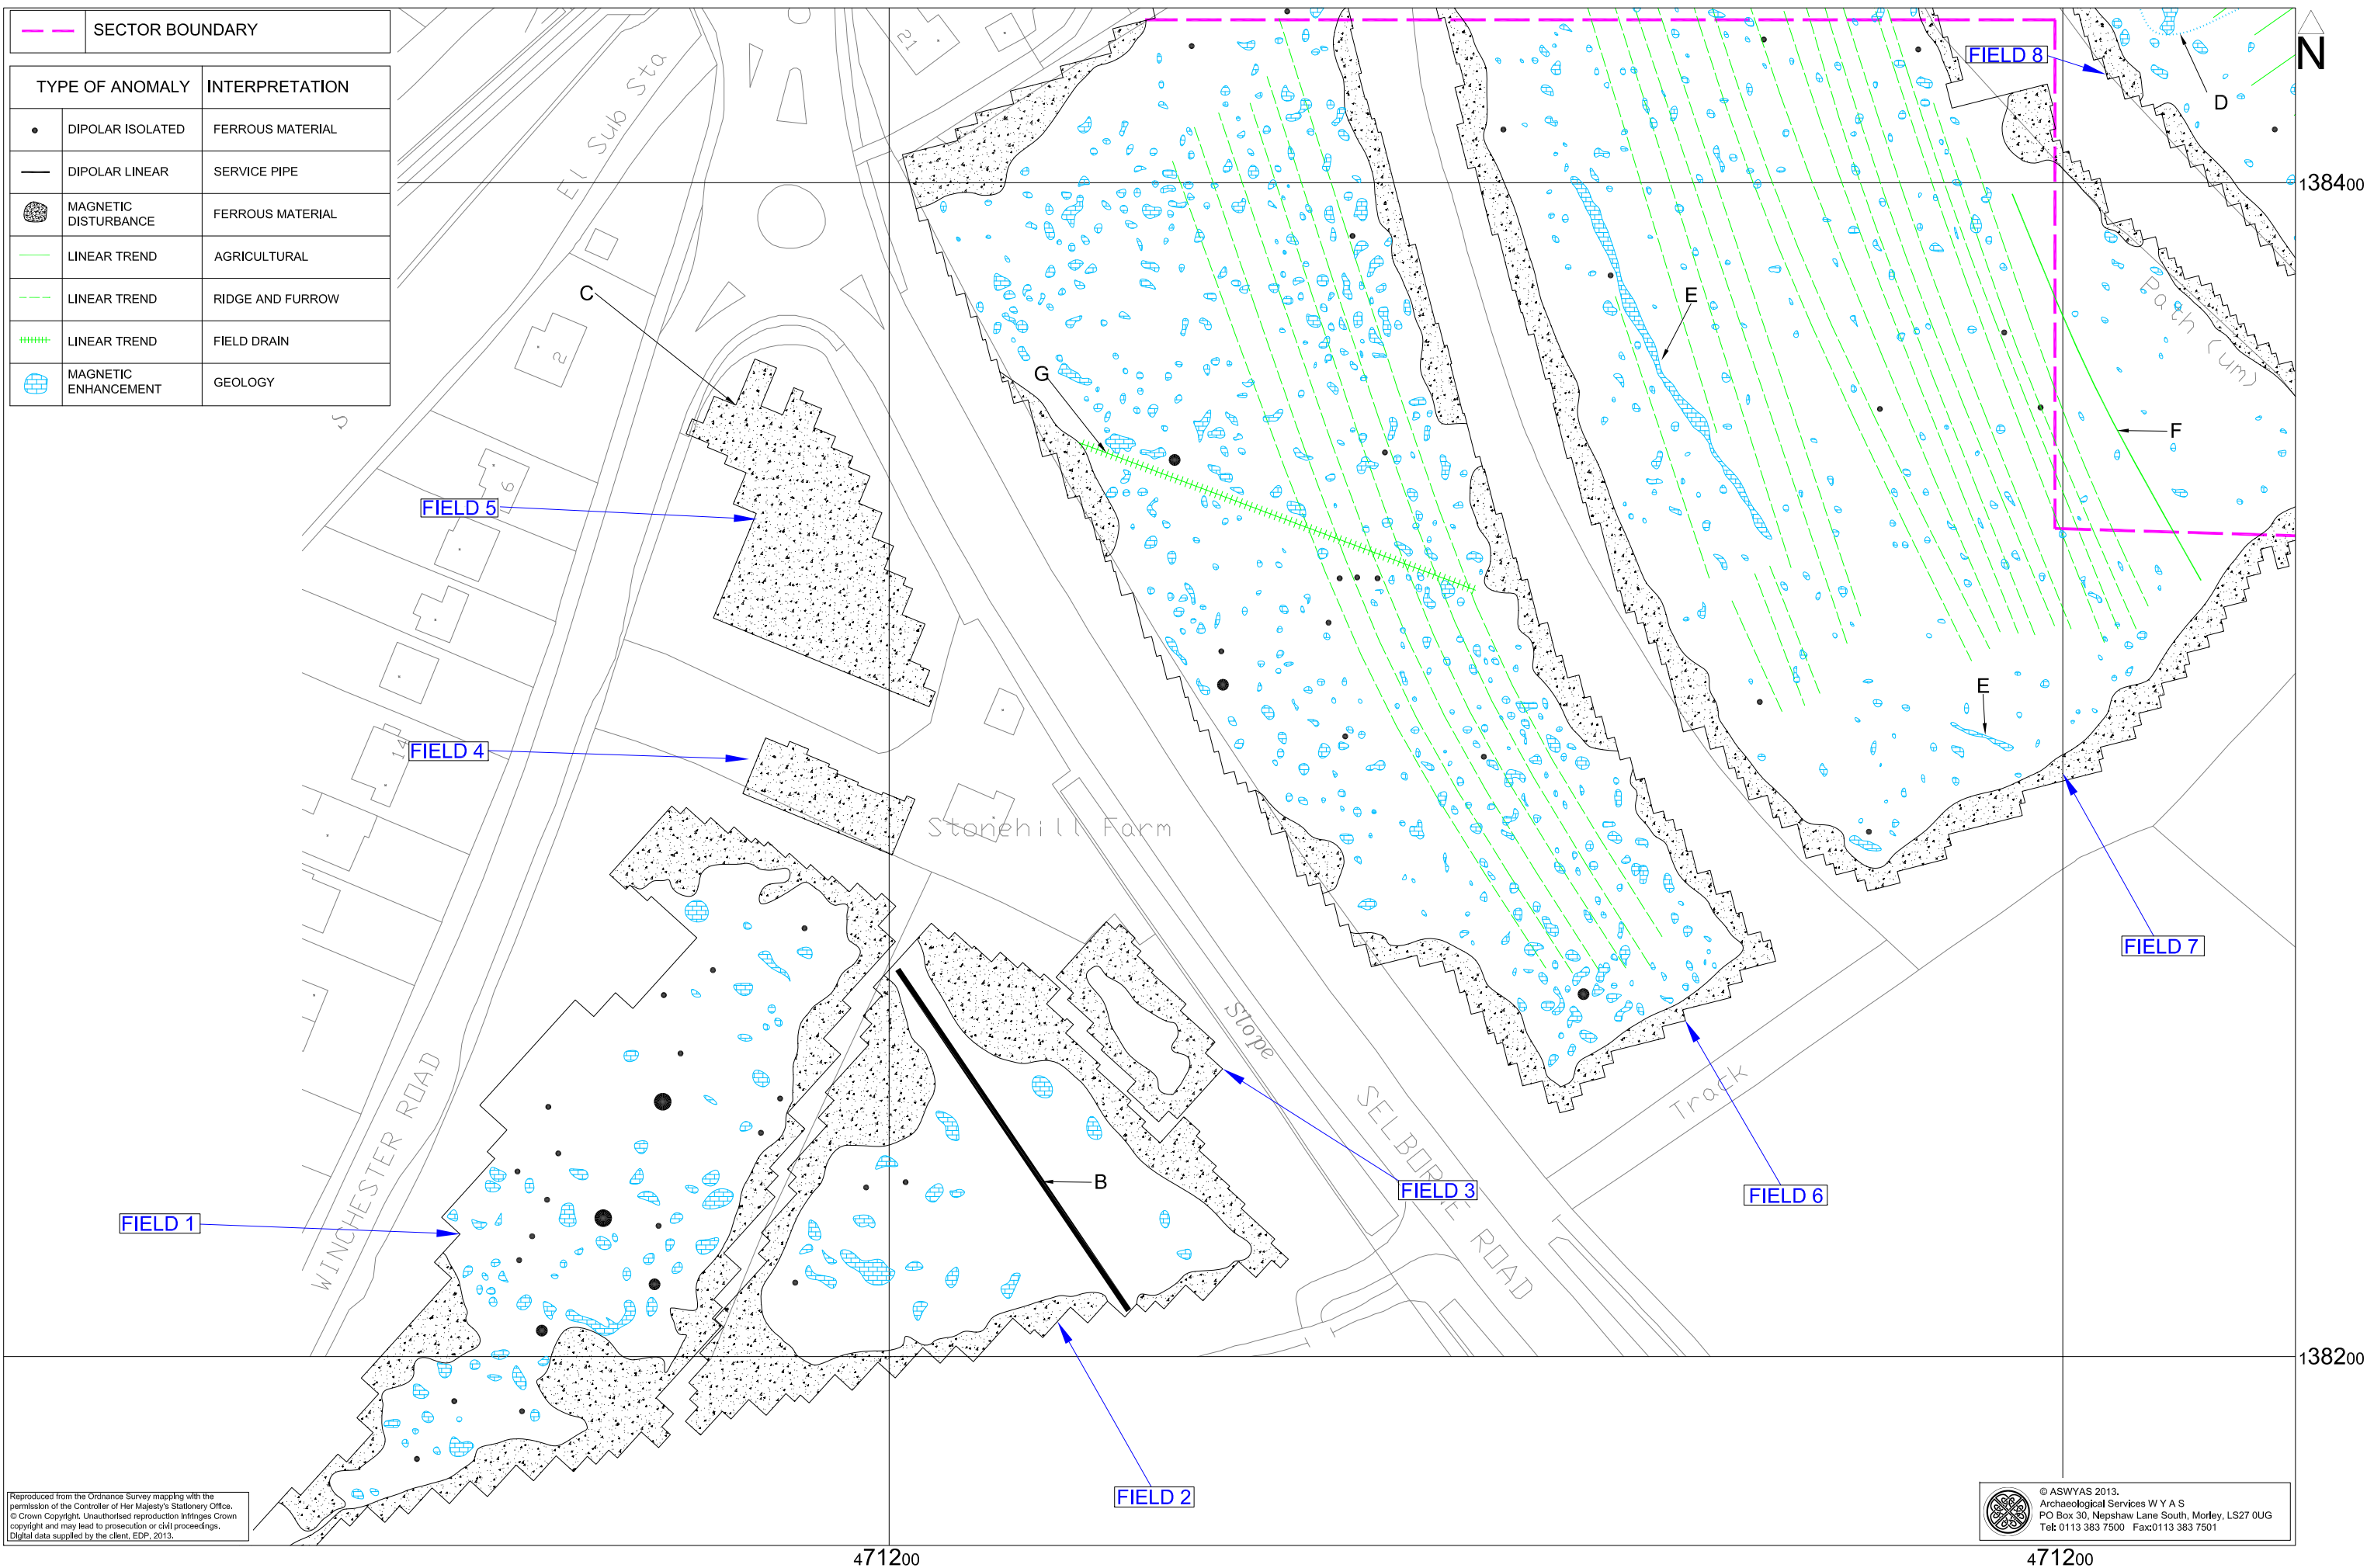 SECTOR BOUNDARY
TYPE OF ANOMALY INTERPRETATION
DIPOLAR ISOLATED FERROUS MATERIAL
DIPOLAR LINEAR SERVICE PIPE
MAGNETIC DISTURBANCE FERROUS MATERIAL
LINEAR TREND AGRICULTURAL
LINEAR TREND RIDGE AND FURROW
LINEAR TREND FIELD DRAIN
MAGNETIC ENHANCEMENT GEOLOGY
El Sub Sta
21
FIELD 8
N
D
138400
C
E
Path (um)
2
G
F
6
FIELD 5
E
14
FIELD 4
Stonehill Farm
FIELD 7
Slope
Track
WINCHESTER ROAD
SELBORNE ROAD
B
FIELD 3
FIELD 6
FIELD 1
138200
FIELD 2
Reproduced from the Ordnance Survey mapping with the
permission of the Controller of Her Majesty's Stationery Office.
© Crown Copyright. Unauthorised reproduction infringes Crown
copyright and may lead to prosecution or civil proceedings.
Digital data supplied by the client, EDP, 2013.
© ASWYAS 2013.
Archaeological Services W Y A S
PO Box 30, Nepshaw Lane South, Morley, LS27 0UG
Tel: 0113 383 7500 Fax:0113 383 7501
471200
471200